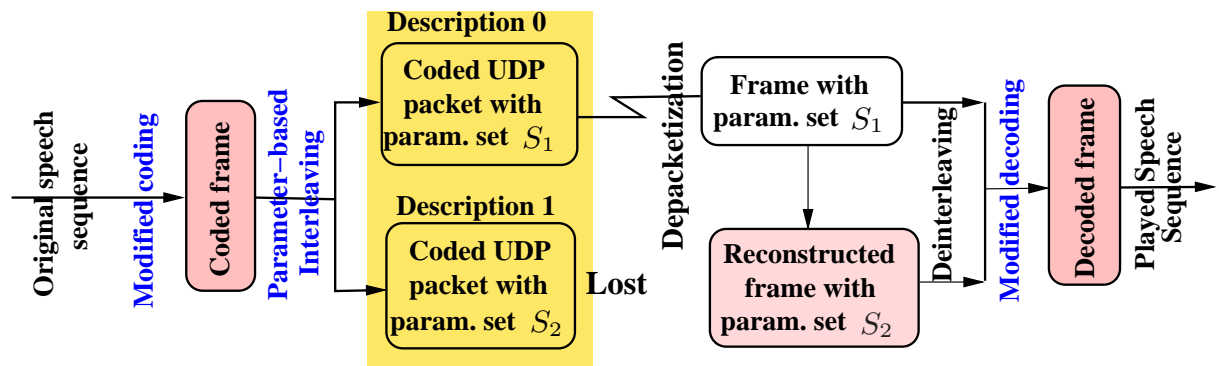 Original speech
sequence
Modified coding
Coded frame
Parameter–based
Interleaving
Description 0
Coded UDP
packet with
param. set S₁
Description 1
Coded UDP
packet with
param. set S₂
Lost
Depacketization
Frame with
param. set S₁
Reconstructed
frame with
param. set S₂
Deinterleaving
Modified decoding
Decoded frame
Played Speech
Sequence